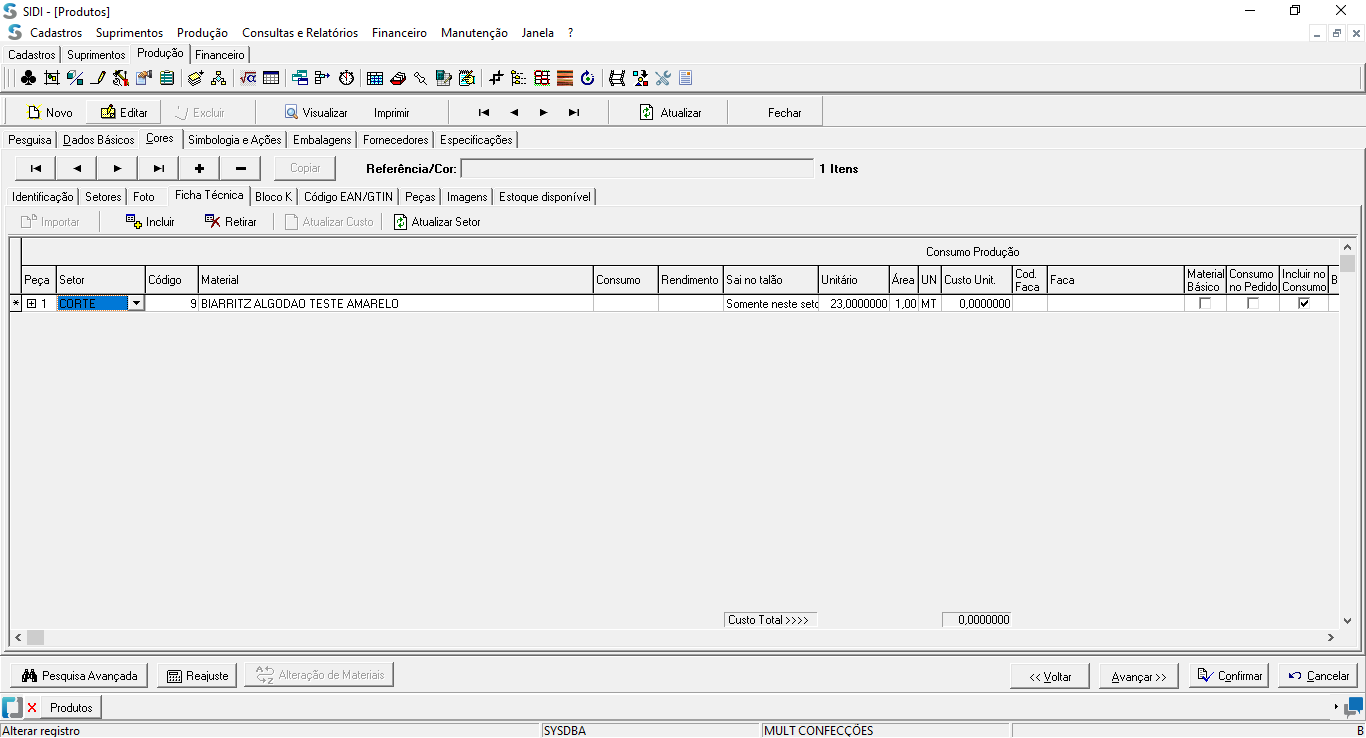 SIDI - [Produtos]
Cadastros Suprimentos Produção Consultas e Relatórios Financeiro Manutenção Janela ?
Cadastros Suprimentos Produção Financeiro
Novo Editar Excluir Visualizar Imprimir Atualizar Fechar
Pesquisa Dados Básicos Cores Simbologia e Ações Embalagens Fornecedores Especificações
Copiar Referência/Cor: 1 Itens
Identificação Setores Foto Ficha Técnica Bloco K Código EAN/GTIN Peças Imagens Estoque disponível
Importar Incluir Retirar Atualizar Custo Atualizar Setor
Consumo Produção
Peça Setor Código Material Consumo Rendimento Sai no talão Unitário Área UN Custo Unit. Cod. Faca Faca Material Básico Consumo no Pedido Incluir no Consumo B
* 1 CORTE 9 BIARRITZ ALGODAO TESTE AMARELO Somente neste seto 23,0000000 1,00 MT 0,0000000
Custo Total >>>> 0,0000000
Pesquisa Avançada Reajuste Alteração de Materiais << Voltar Avançar >> Confirmar Cancelar
Produtos
Alterar registro SYSDBA MULT CONFECÇÕES B